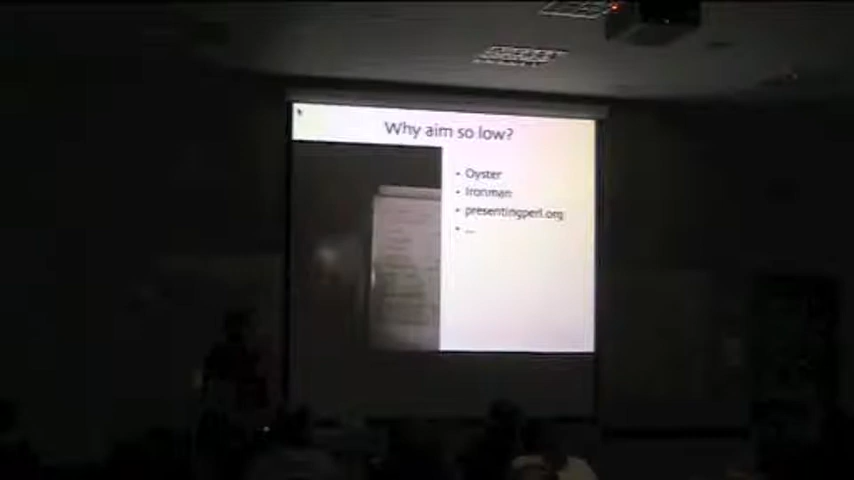 Why aim so low?
• Oyster
• Ironman
• presentingperl.org
• ...